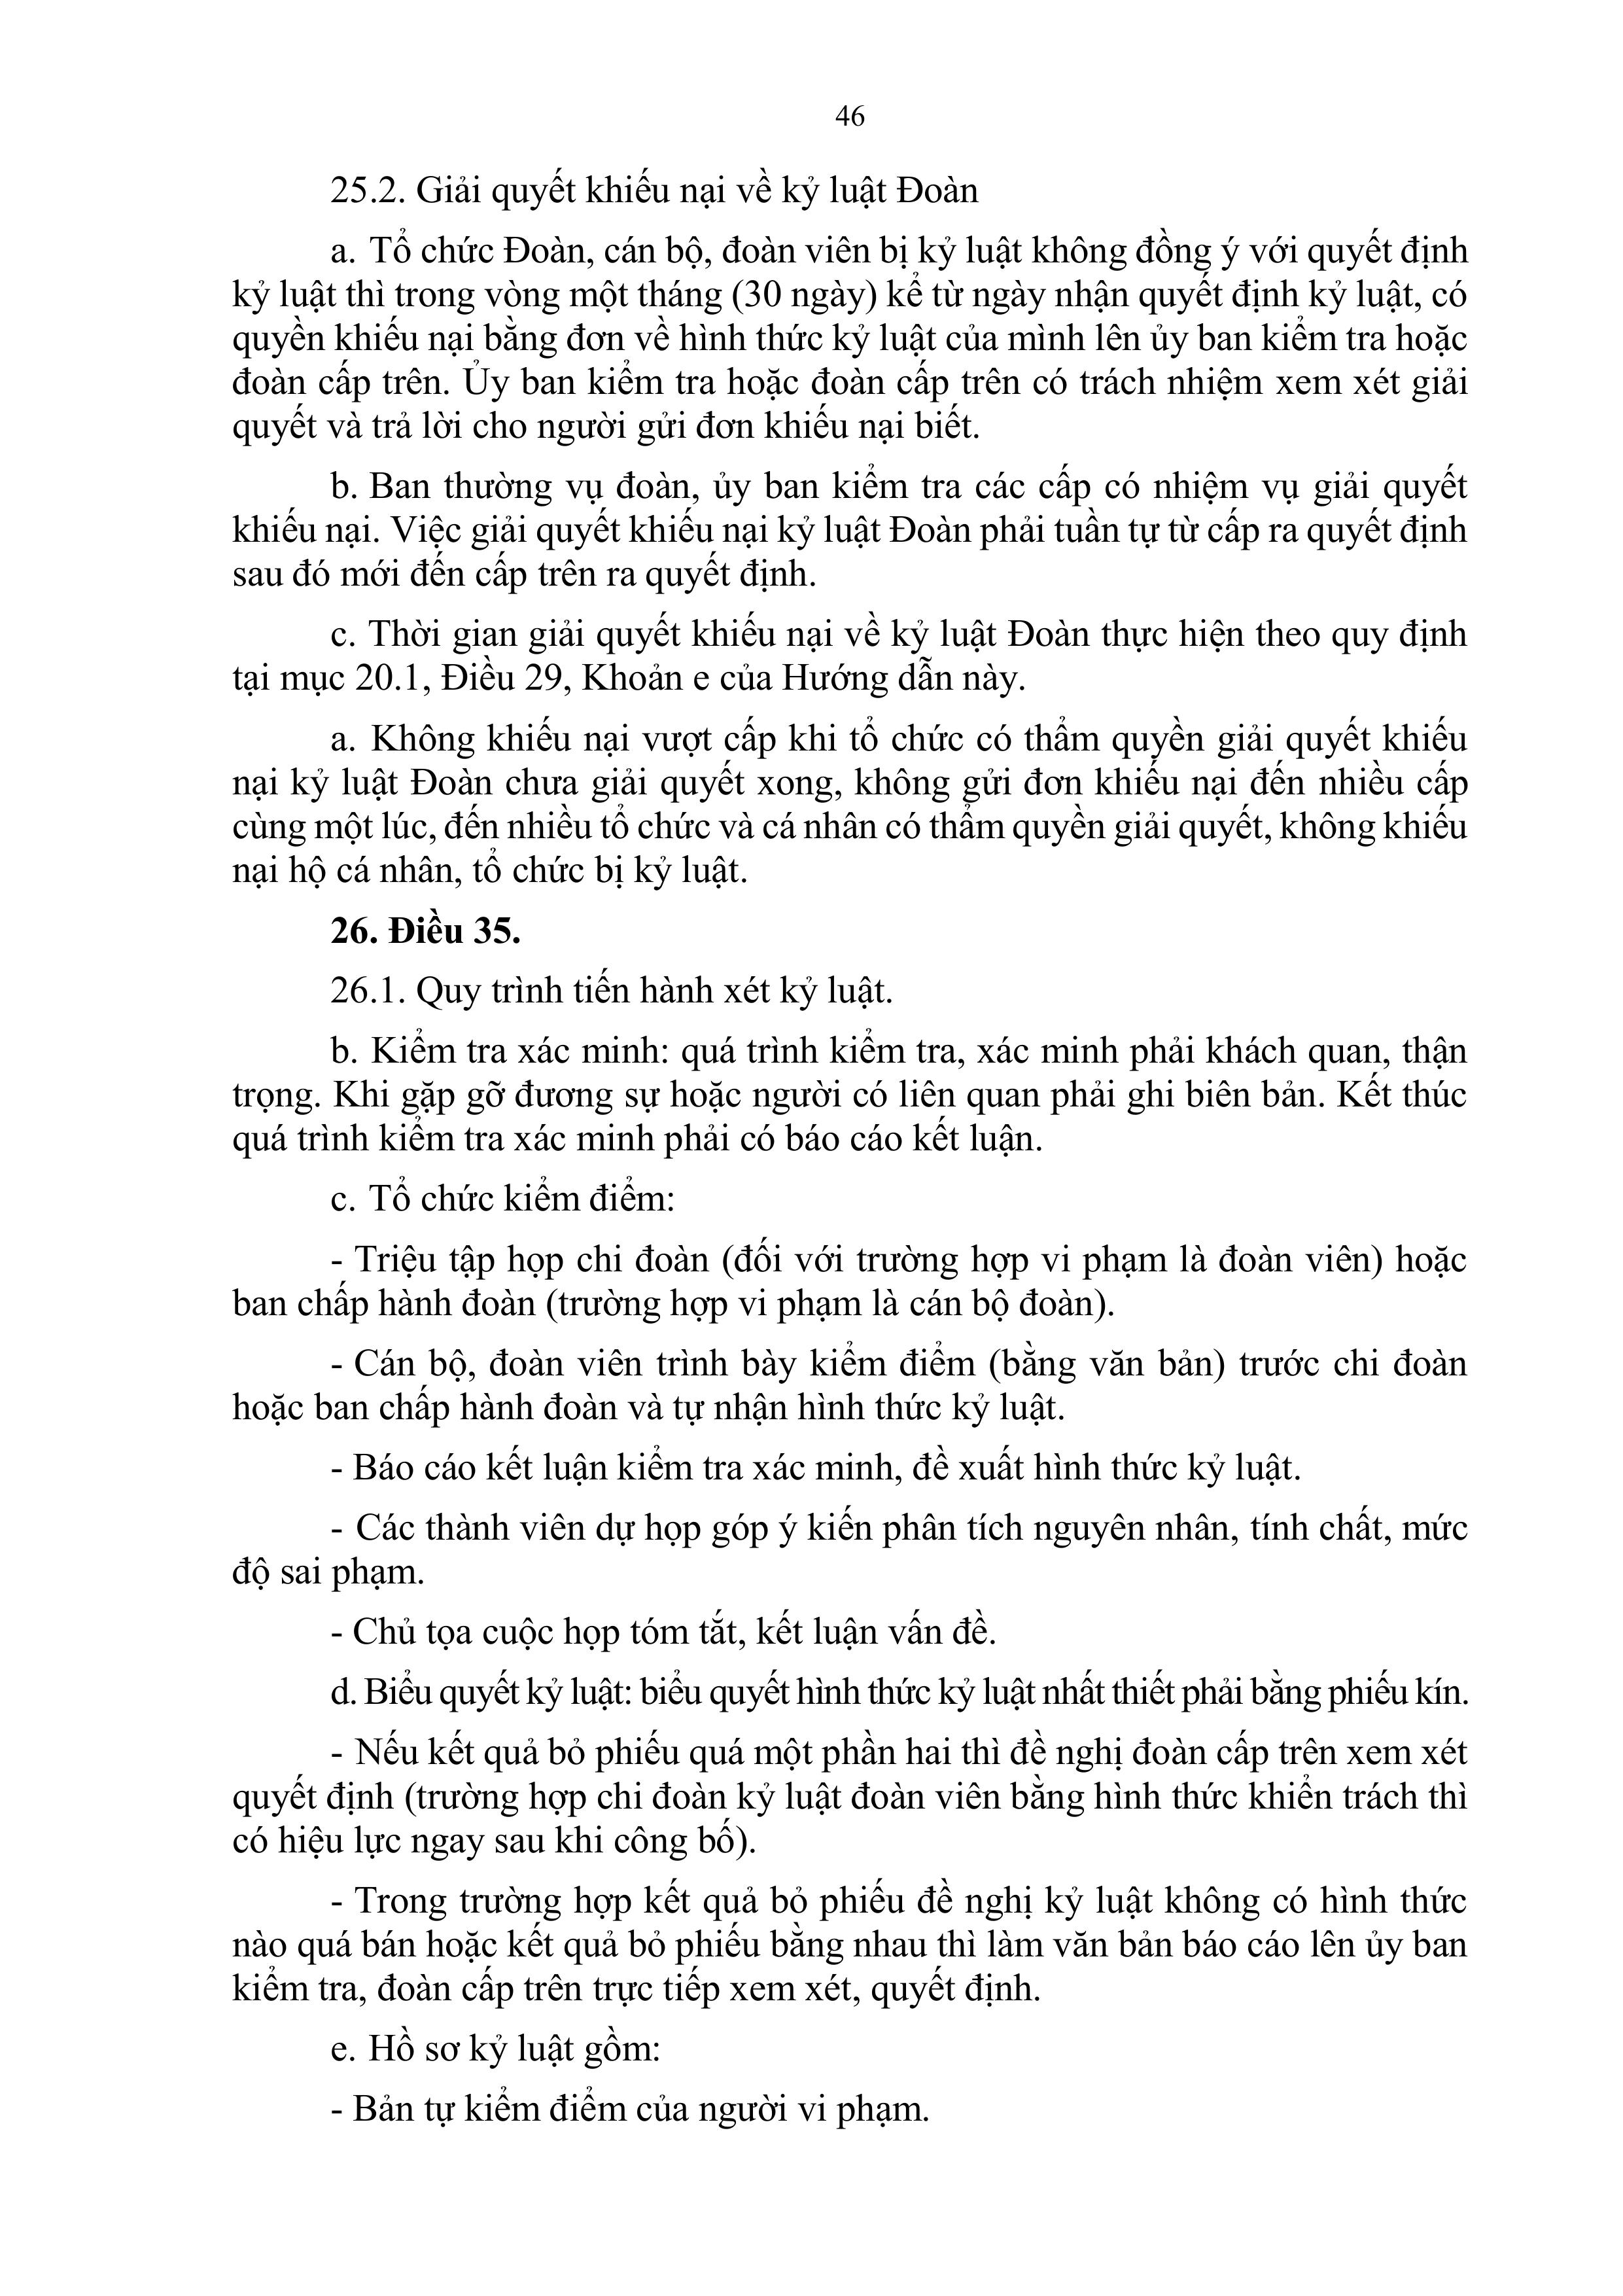 46
25.2. Giải quyết khiếu nại về kỷ luật Đoàn
a. Tổ chức Đoàn, cán bộ, đoàn viên bị kỷ luật không đồng ý với quyết định
kỷ luật thì trong vòng một tháng (30 ngày) kể từ ngày nhận quyết định kỷ luật, có
quyền khiếu nại bằng đơn về hình thức kỷ luật của mình lên ủy ban kiểm tra hoặc
đoàn cấp trên. Ủy ban kiểm tra hoặc đoàn cấp trên có trách nhiệm xem xét giải
quyết và trả lời cho người gửi đơn khiếu nại biết.
b. Ban thường vụ đoàn, ủy ban kiểm tra các cấp có nhiệm vụ giải quyết
khiếu nại. Việc giải quyết khiếu nại kỷ luật Đoàn phải tuần tự từ cấp ra quyết định
sau đó mới đến cấp trên ra quyết định.
c. Thời gian giải quyết khiếu nại về kỷ luật Đoàn thực hiện theo quy định
tại mục 20.1, Điều 29, Khoản e của Hướng dẫn này.
a. Không khiếu nại vượt cấp khi tổ chức có thẩm quyền giải quyết khiếu
nại kỷ luật Đoàn chưa giải quyết xong, không gửi đơn khiếu nại đến nhiều cấp
cùng một lúc, đến nhiều tổ chức và cá nhân có thẩm quyền giải quyết, không khiếu
nại hộ cá nhân, tổ chức bị kỷ luật.
26. Điều 35.
26.1. Quy trình tiến hành xét kỷ luật.
b. Kiểm tra xác minh: quá trình kiểm tra, xác minh phải khách quan, thận
trọng. Khi gặp gỡ đương sự hoặc người có liên quan phải ghi biên bản. Kết thúc
quá trình kiểm tra xác minh phải có báo cáo kết luận.
c. Tổ chức kiểm điểm:
- Triệu tập họp chi đoàn (đối với trường hợp vi phạm là đoàn viên) hoặc
ban chấp hành đoàn (trường hợp vi phạm là cán bộ đoàn).
- Cán bộ, đoàn viên trình bày kiểm điểm (bằng văn bản) trước chi đoàn
hoặc ban chấp hành đoàn và tự nhận hình thức kỷ luật.
- Báo cáo kết luận kiểm tra xác minh, đề xuất hình thức kỷ luật.
- Các thành viên dự họp góp ý kiến phân tích nguyên nhân, tính chất, mức
độ sai phạm.
- Chủ tọa cuộc họp tóm tắt, kết luận vấn đề.
d. Biểu quyết kỷ luật: biểu quyết hình thức kỷ luật nhất thiết phải bằng phiếu kín.
- Nếu kết quả bỏ phiếu quá một phần hai thì đề nghị đoàn cấp trên xem xét
quyết định (trường hợp chi đoàn kỷ luật đoàn viên bằng hình thức khiển trách thì
có hiệu lực ngay sau khi công bố).
- Trong trường hợp kết quả bỏ phiếu đề nghị kỷ luật không có hình thức
nào quá bán hoặc kết quả bỏ phiếu bằng nhau thì làm văn bản báo cáo lên ủy ban
kiểm tra, đoàn cấp trên trực tiếp xem xét, quyết định.
e. Hồ sơ kỷ luật gồm:
- Bản tự kiểm điểm của người vi phạm.